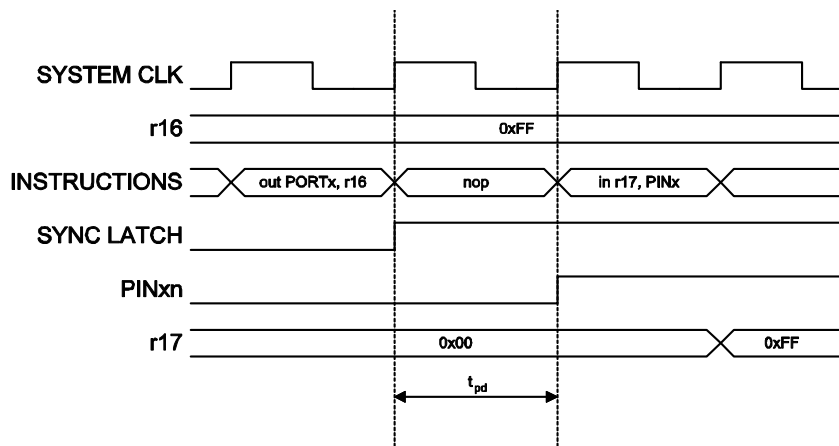 SYSTEM CLK
r16
0xFF
INSTRUCTIONS
out PORTx, r16
nop
in r17, PINx
SYNC LATCH
PINxn
r17
0x00
0xFF
tpd